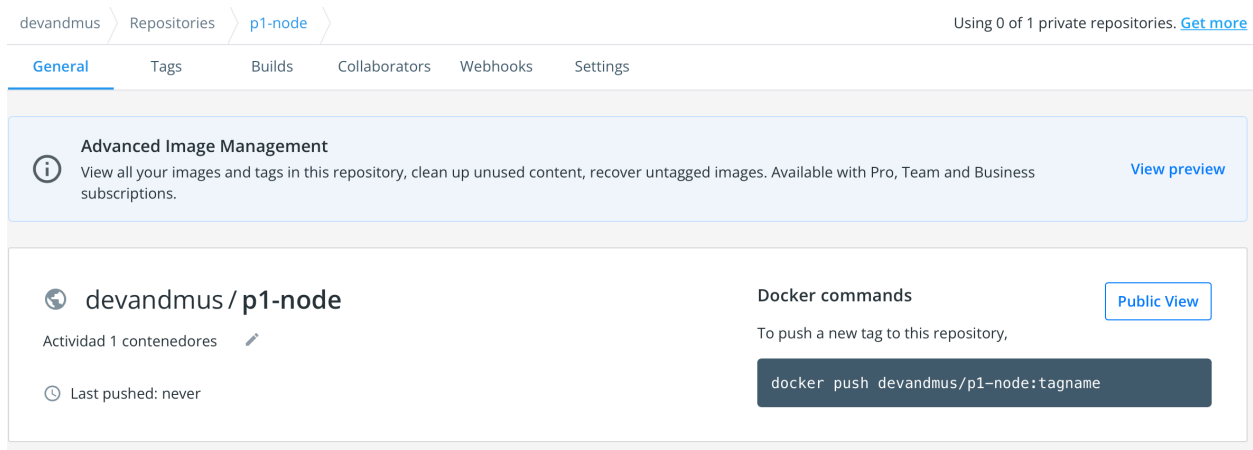 devandmus Repositories p1-node Using 0 of 1 private repositories. Get more
General Tags Builds Collaborators Webhooks Settings
Advanced Image Management
View all your images and tags in this repository, clean up unused content, recover untagged images. Available with Pro, Team and Business
subscriptions.
View preview
devandmus / p1-node
Actividad 1 contenedores
Last pushed: never
Docker commands
Public View
To push a new tag to this repository,
docker push devandmus/p1-node:tagname